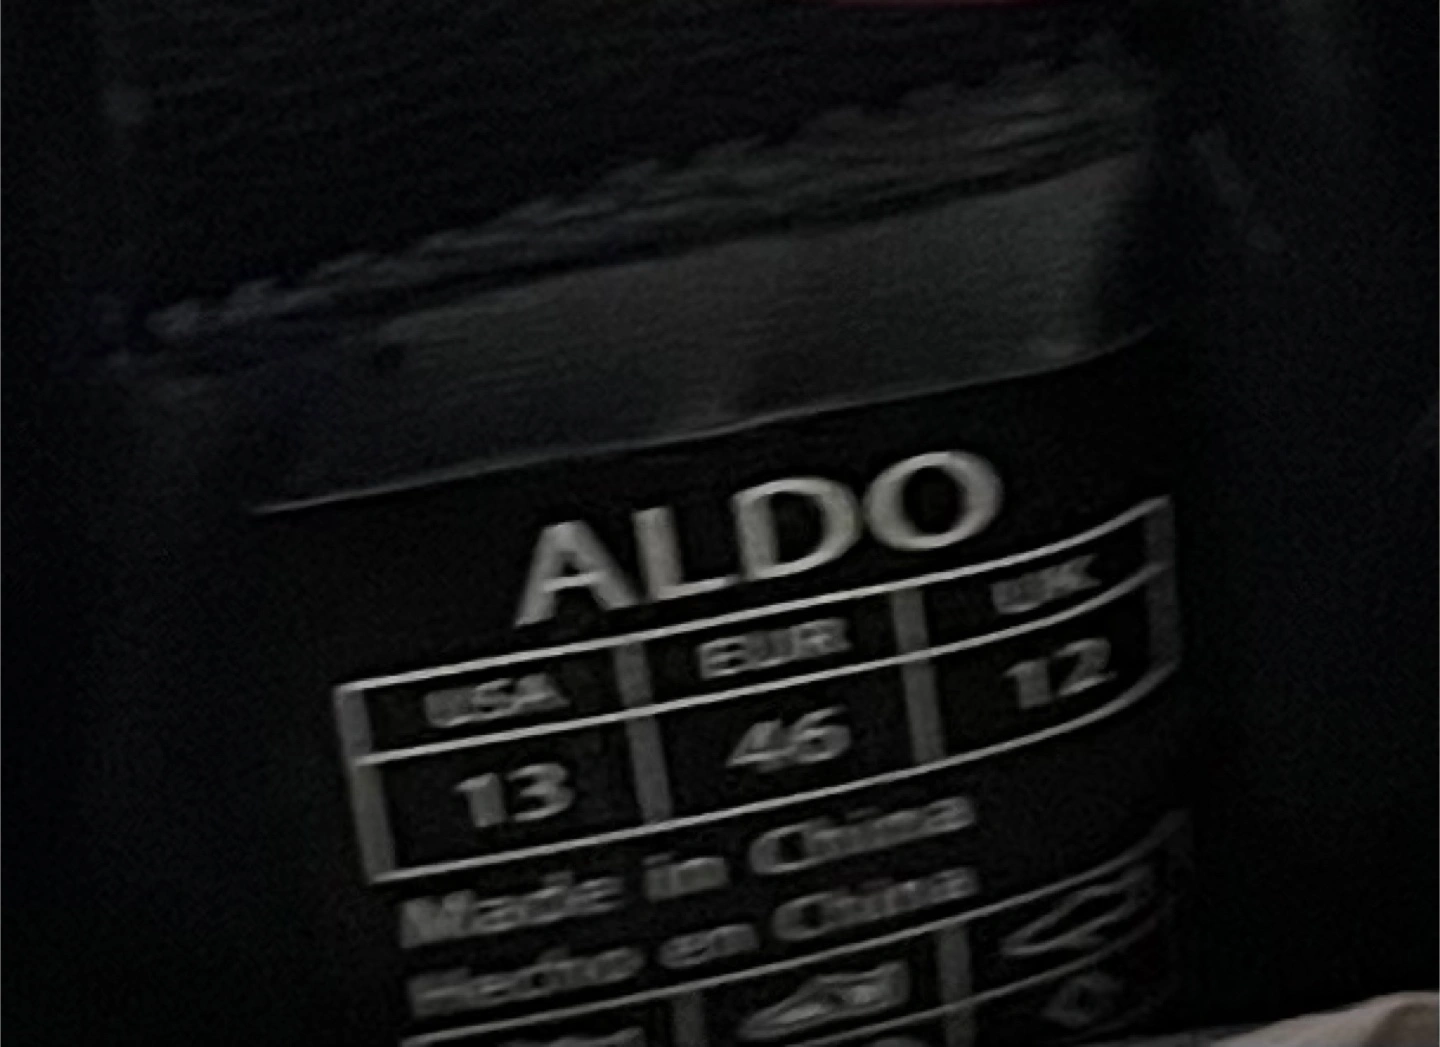 ALDO
USA EUR UK
13 46 12
Made in China
Hecho en China